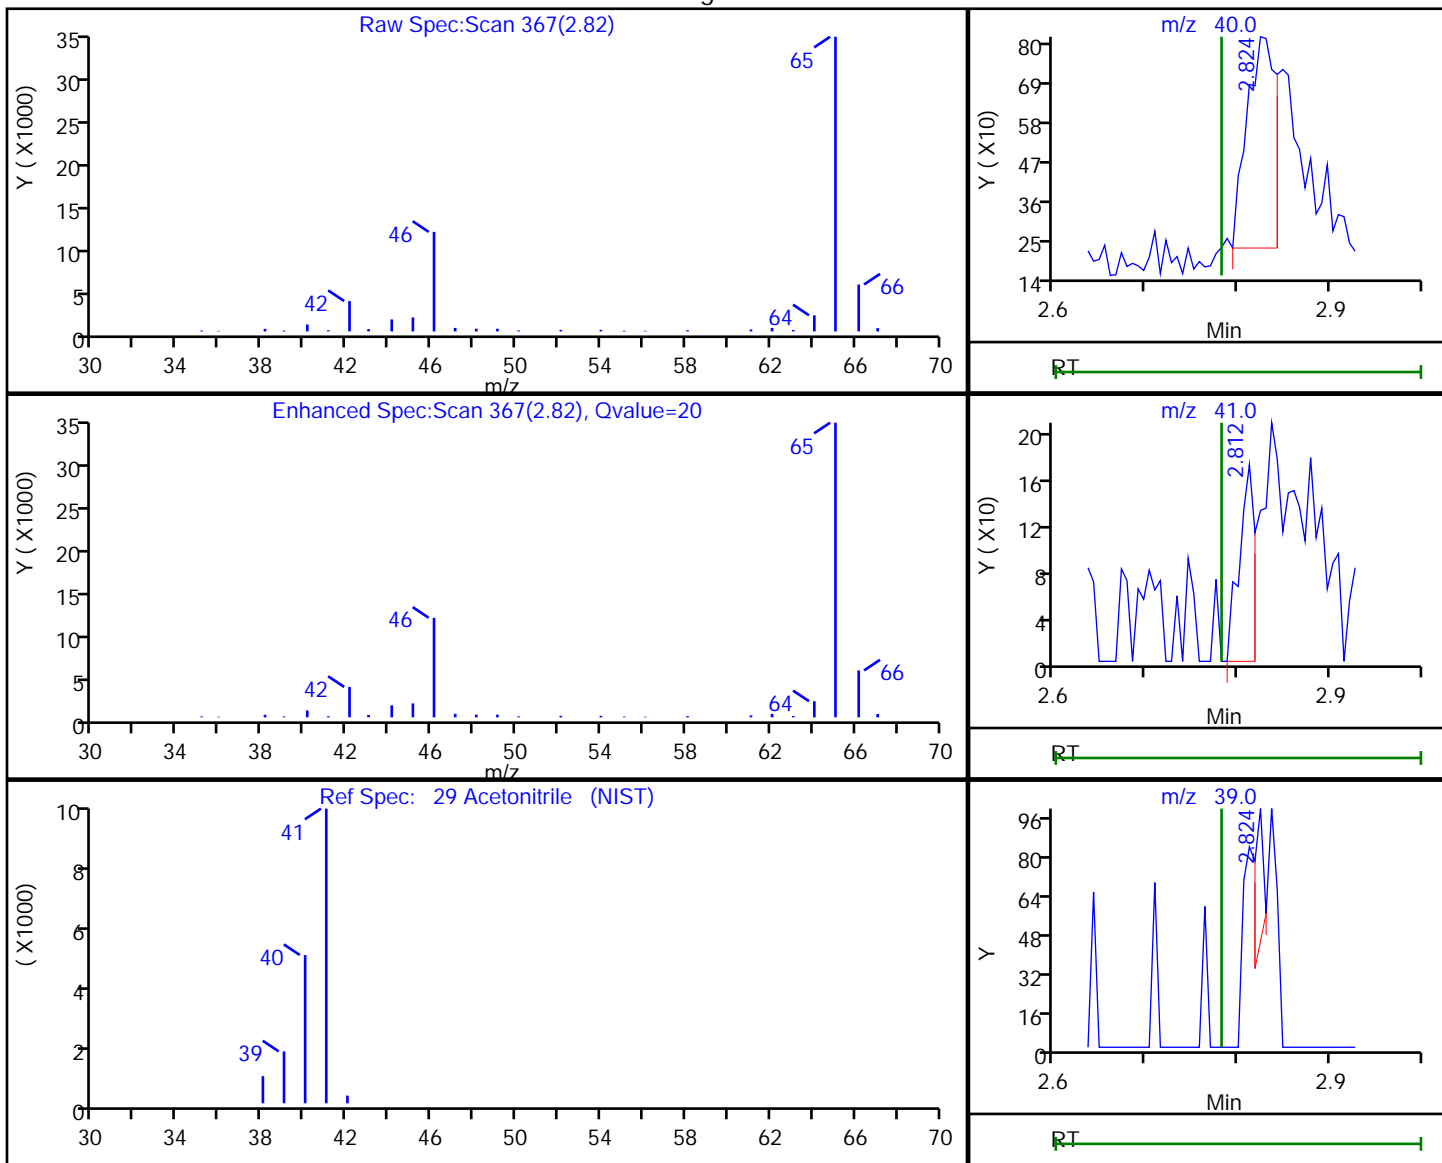 Raw Spec:Scan 367(2.82)
Y ( X1000)
35
30
25
20
15
10
5
0
65
46
42
64
66
30 34 38 42 46 50 54 58 62 66 70
m/z
m/z 40.0
Y ( X10)
80
69
58
47
36
25
14
2.824
2.6 2.9
Min
RT
Enhanced Spec:Scan 367(2.82), Qvalue=20
Y ( X1000)
35
30
25
20
15
10
5
0
65
46
42
64
66
30 34 38 42 46 50 54 58 62 66 70
m/z
m/z 41.0
Y ( X10)
20
16
12
8
4
0
2.812
2.6 2.9
Min
RT
Ref Spec: 29 Acetonitrile (NIST)
( X1000)
10
8
6
4
2
0
41
40
39
30 34 38 42 46 50 54 58 62 66 70
m/z 39.0
Y
96
80
64
48
32
16
0
2.824
2.6 2.9
Min
RT